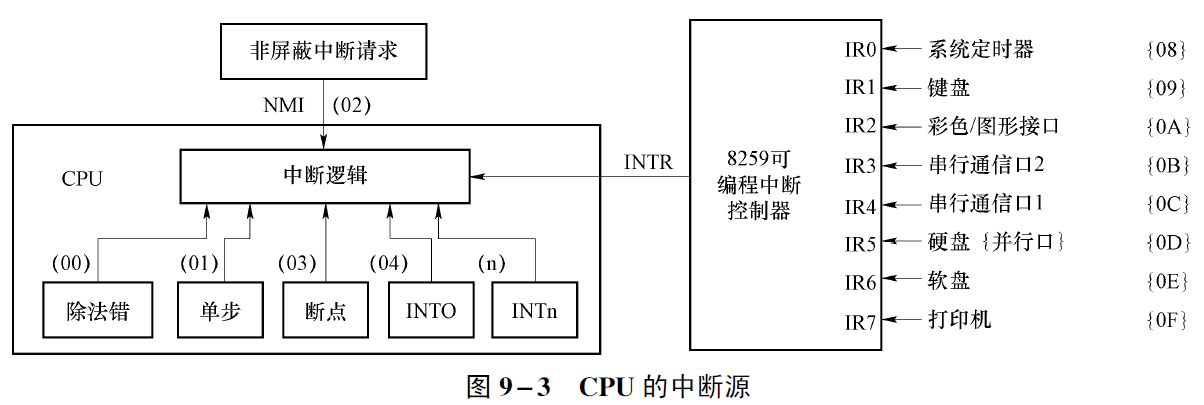 非屏蔽中断请求
NMI (02)
CPU
中断逻辑
INTR
(00) (01) (03) (04) (n)
除法错 单步 断点 INTO INTn
8259可
编程中断
控制器
IR0 系统定时器 {08}
IR1 键盘 {09}
IR2 彩色/图形接口 {0A}
IR3 串行通信口2 {0B}
IR4 串行通信口1 {0C}
IR5 硬盘{并行口} {0D}
IR6 软盘 {0E}
IR7 打印机 {0F}
图 9-3 CPU 的中断源